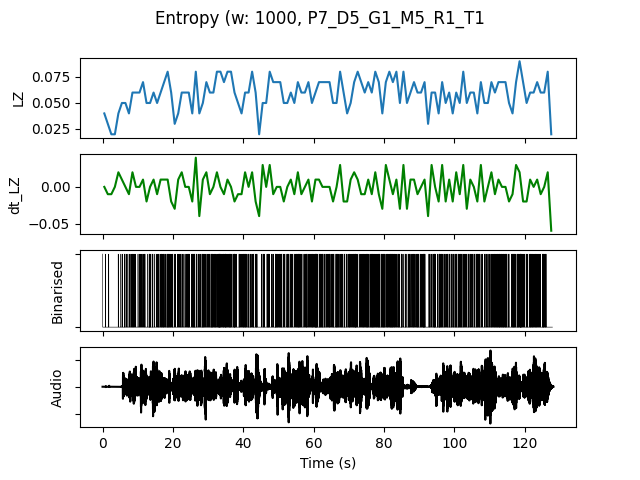 Entropy (w: 1000, P7_D5_G1_M5_R1_T1
LZ
0.075
0.050
0.025
dt_LZ
0.00
−0.05
Binarised
Audio
0 20 40 60 80 100 120
Time (s)